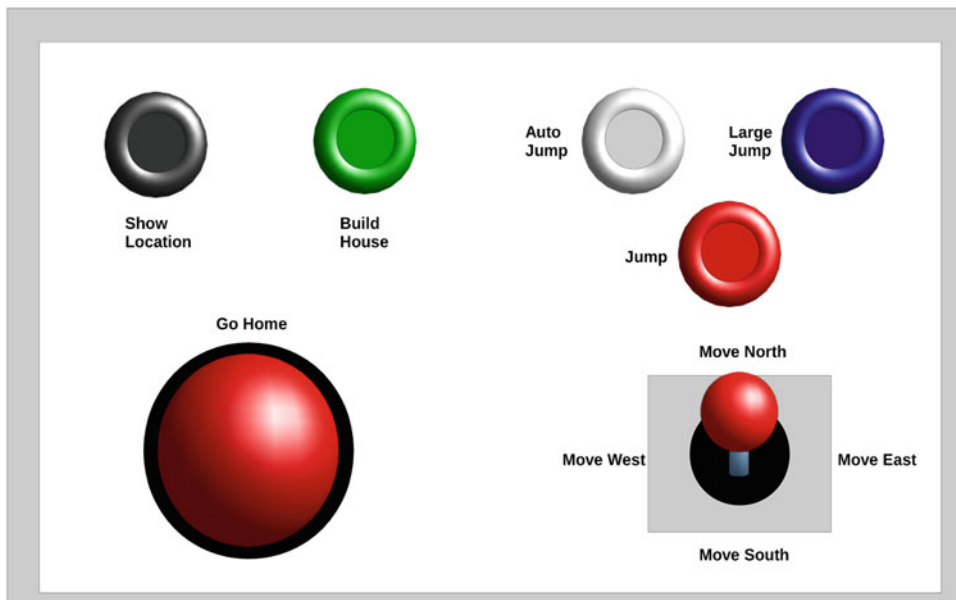 Auto
Jump
Large
Jump
Show
Location
Build
House
Jump
Go Home
Move North
Move West
Move East
Move South